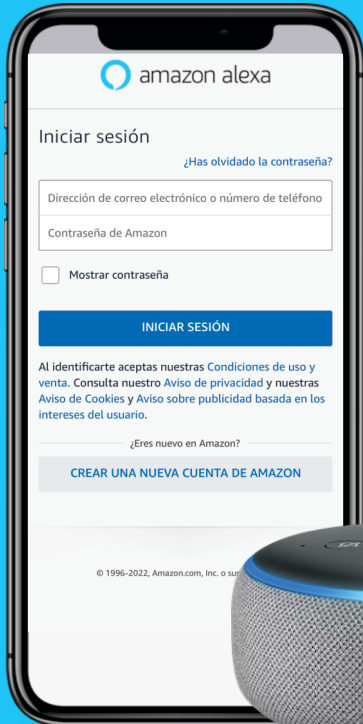 amazon alexa
Iniciar sesión
¿Has olvidado la contraseña?
Dirección de correo electrónico o número de teléfono
Contraseña de Amazon
Mostrar contraseña
INICIAR SESIÓN
Al identificarte aceptas nuestras Condiciones de uso y
venta. Consulta nuestro Aviso de privacidad y nuestras
Aviso de Cookies y Aviso sobre publicidad basada en los
intereses del usuario.
¿Eres nuevo en Amazon?
CREAR UNA NUEVA CUENTA DE AMAZON
© 1996-2022, Amazon.com, Inc. o